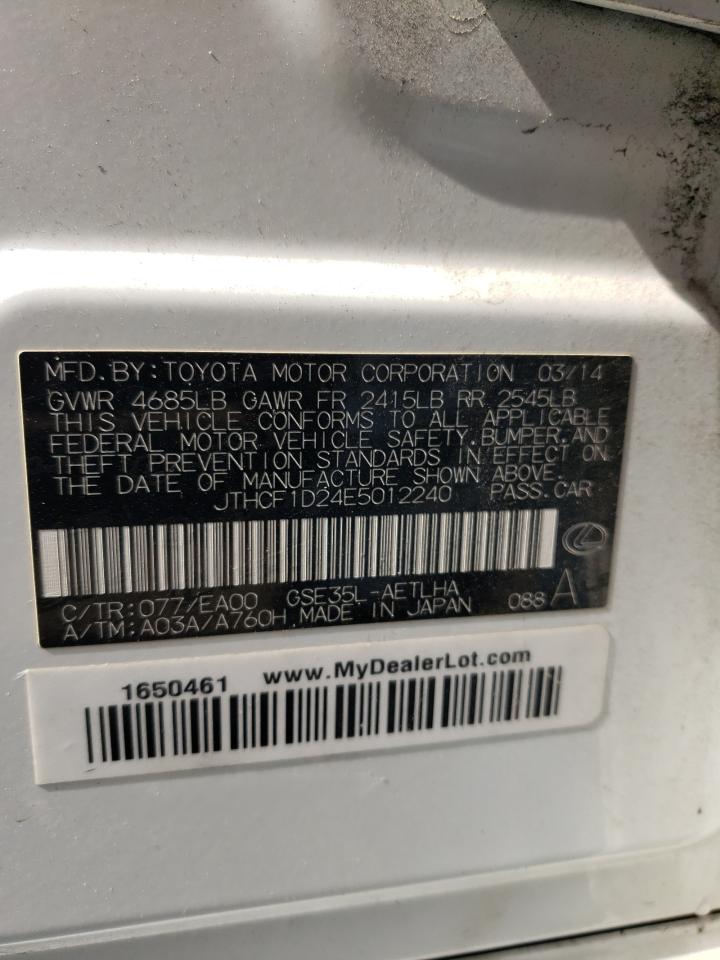 MFD. BY: TOYOTA MOTOR CORPORATION 03/14
GVWR 4685LB GAWR FR 2415LB RR 2545LB
THIS VEHICLE CONFORMS TO ALL APPLICABLE
FEDERAL MOTOR VEHICLE SAFETY, BUMPER, AND
THEFT PREVENTION STANDARDS IN EFFECT ON
THE DATE OF MANUFACTURE SHOWN ABOVE.
JTHCF1D24E5012240 PASS. CAR
C/TR: 077/EA00 GSE35L-AETLHA
A/TM: A03A/A760H, MADE IN JAPAN 088 A
1650461 www.MyDealerLot.com